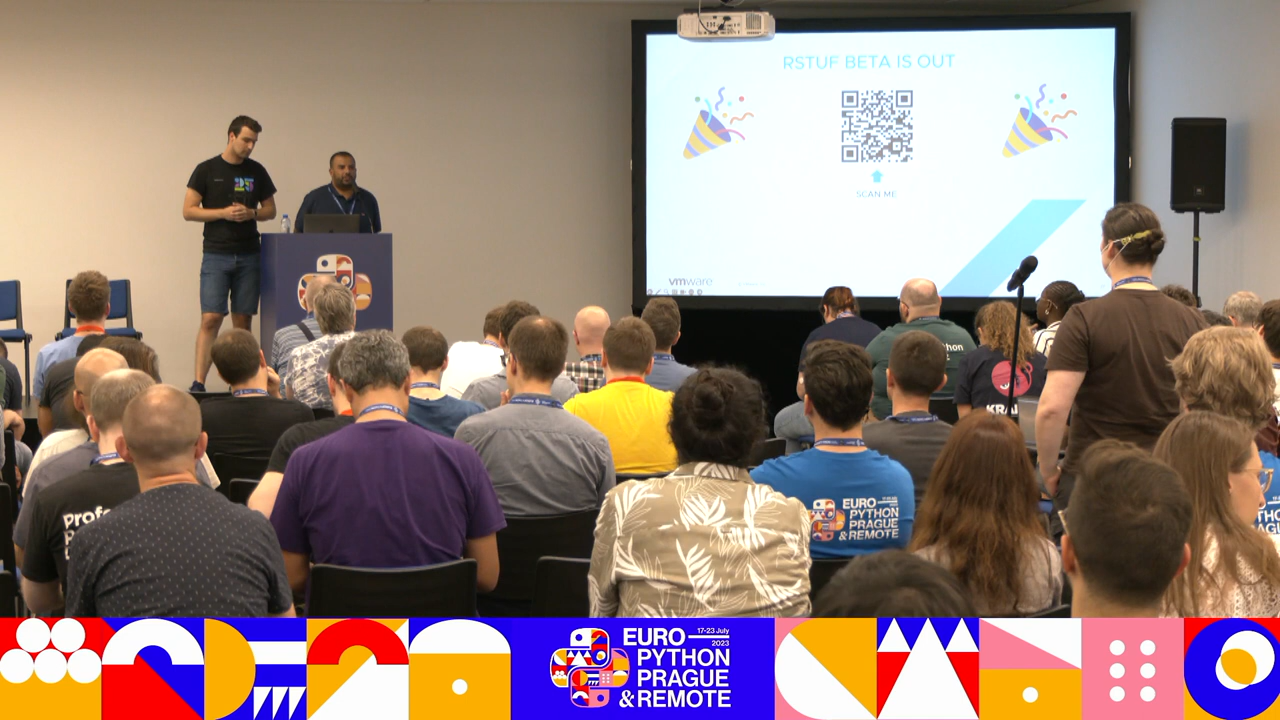 RSTUF BETA IS OUT
SCAN ME
vmware
EURO
PYTHON
PRAGUE
& REMOTE
KRA
17-23 July
2023
EURO
PYTHON
PRAGUE
& REMOTE